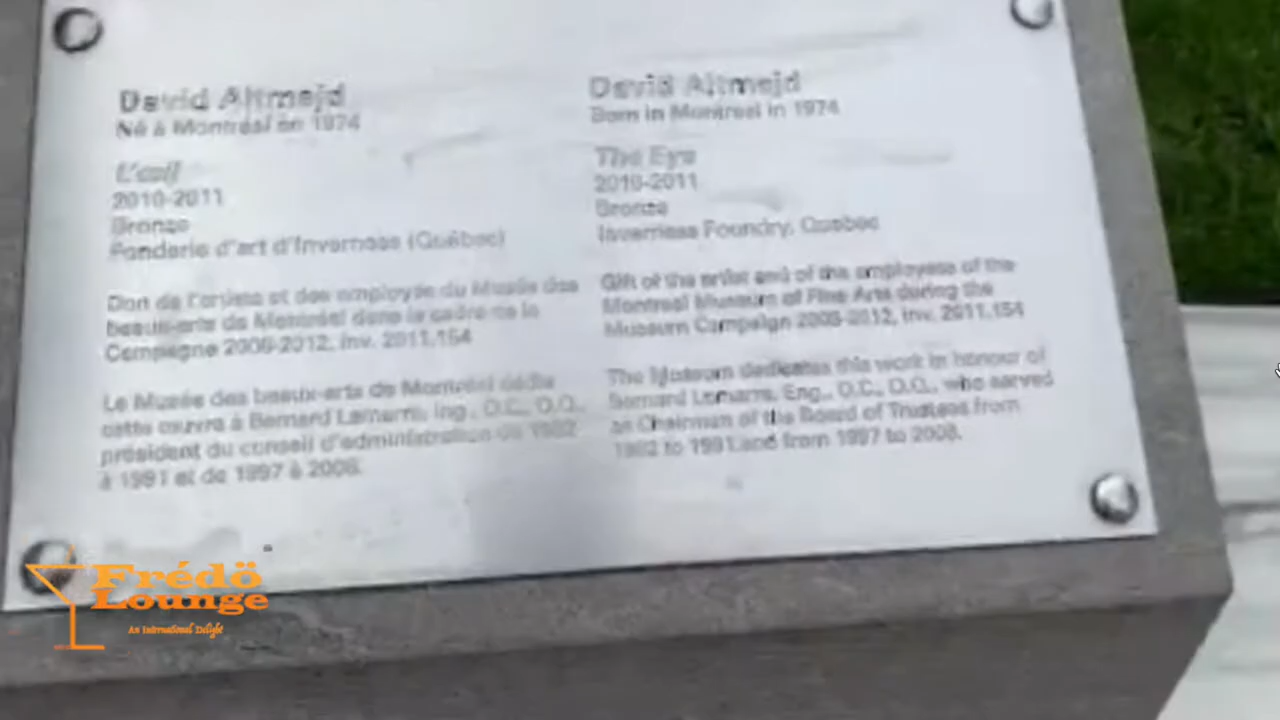 David Altmejd
Né à Montréal en 1974
L'œil
2010-2011
Bronze
Fonderie d'art d'Inverness (Québec)
Don de l'artiste et des employés du Musée des
beaux-arts de Montréal dans le cadre de la
Campagne 2008-2012, inv. 2011.154
Le Musée des beaux-arts de Montréal dédie
cette œuvre à Bernard Lamarre, ing., O.C., O.Q.,
président du conseil d'administration de 1982
à 1991 et de 1997 à 2008.
David Altmejd
Born in Montreal in 1974
The Eye
2010-2011
Bronze
Inverness Foundry, Quebec
Gift of the artist and of the employees of the
Montreal Museum of Fine Arts during the
Museum Campaign 2008-2012, inv. 2011.154
The Museum dedicates this work in honour of
Bernard Lamarre, Eng., O.C., O.Q., who served
as Chairman of the Board of Trustees from
1982 to 1991 and from 1997 to 2008.
Frédö
Lounge
An International Delight